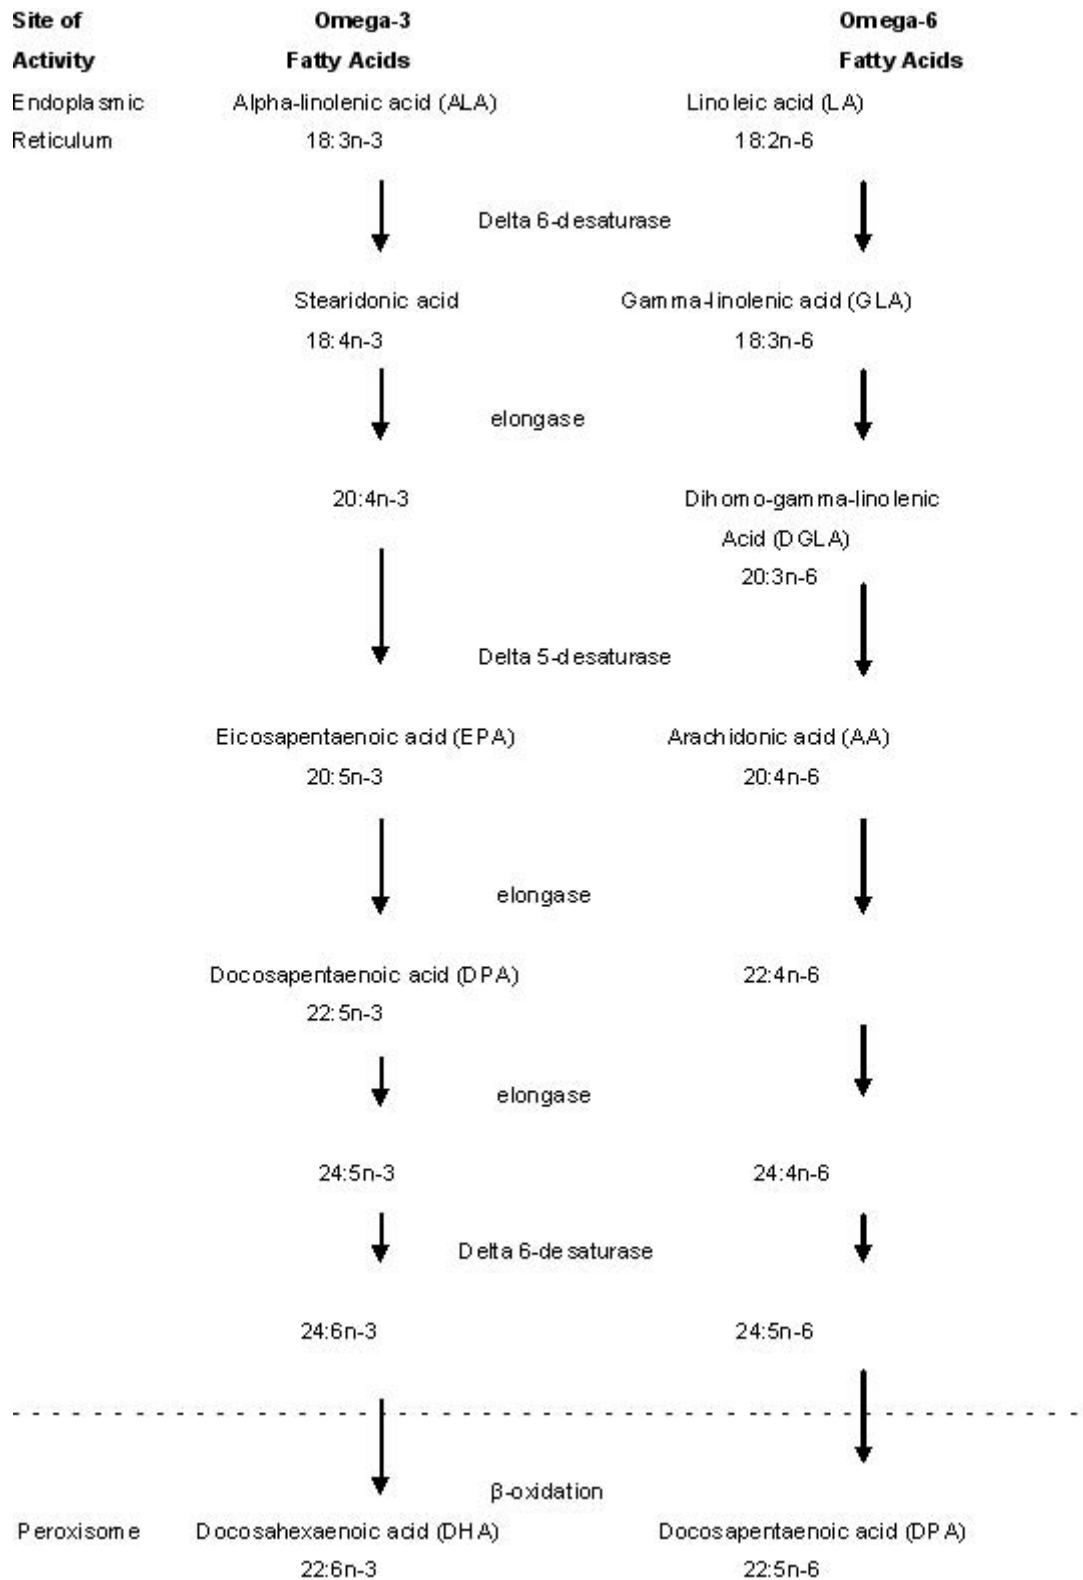 Site of Omega-3 Omega-6
Activity Fatty Acids Fatty Acids
Endoplasmic Alpha-linolenic acid (ALA) Linoleic acid (LA)
Reticulum 18:3n-3 18:2n-6
Delta 6-desaturase
Stearidonic acid Gamma-linolenic acid (GLA)
18:4n-3 18:3n-6
elongase
20:4n-3 Dihomo-gamma-linolenic
Acid (DGLA)
20:3n-6
Delta 5-desaturase
Eicosapentaenoic acid (EPA) Arachidonic acid (AA)
20:5n-3 20:4n-6
elongase
Docosapentaenoic acid (DPA) 22:4n-6
22:5n-3
elongase
24:5n-3 24:4n-6
Delta 6-desaturase
24:6n-3 24:5n-6
β-oxidation
Peroxisome Docosahexaenoic acid (DHA) Docosapentaenoic acid (DPA)
22:6n-3 22:5n-6